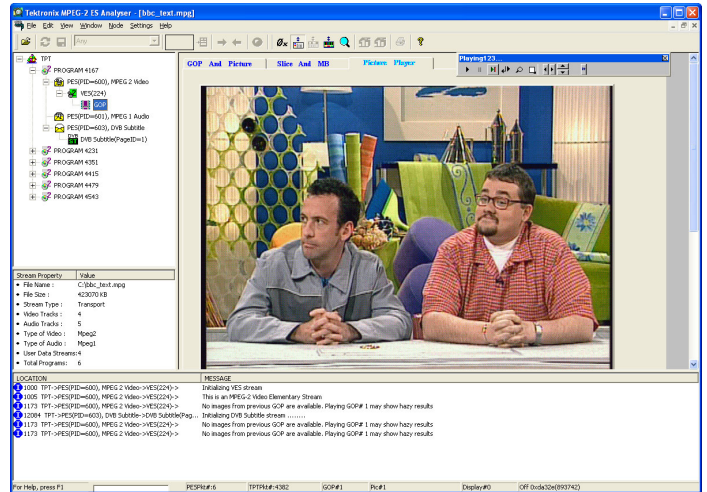 Tektronix MPEG-2 ES Analyser - [bbc_text.mpg]
File Edit View Window Node Settings Help
Any
TPT
PROGRAM 4167
PES(PID=600), MPEG 2 Video
VES(224)
GOP
PES(PID=601), MPEG 1 Audio
PES(PID=603), DVB Subtitle
DVB Subtitle(PageID=1)
PROGRAM 4231
PROGRAM 4351
PROGRAM 4415
PROGRAM 4479
PROGRAM 4543
GOP And Picture Slice And MB Picture Player
Playing123...
Stream Property Value
File Name : C:\bbc_text.mpg
File Size : 423070 KB
Stream Type : Transport
Video Tracks : 4
Audio Tracks : 5
Type of Video : Mpeg2
Type of Audio : Mpeg1
User Data Streams:4
Total Programs: 6
LOCATION MESSAGE
1000 TPT->PES(PID=600), MPEG 2 Video->VES(224)-> Initializing VES stream
1005 TPT->PES(PID=600), MPEG 2 Video->VES(224)-> This is an MPEG-2 Video Elementary Stream
1173 TPT->PES(PID=600), MPEG 2 Video->VES(224)-> No images from previous GOP are available. Playing GOP# 1 may show hazy results
12084 TPT->PES(PID=603), DVB Subtitle->DVB Subtitle(Pag... Initializing DVB Subtitle stream ........
1173 TPT->PES(PID=600), MPEG 2 Video->VES(224)-> No images from previous GOP are available. Playing GOP# 1 may show hazy results
1173 TPT->PES(PID=600), MPEG 2 Video->VES(224)-> No images from previous GOP are available. Playing GOP# 1 may show hazy results
For Help, press F1 PESPkt#:6 TPTPkt#:4382 GOP#1 Pic#1 Display#0 Off 0xda32e(893742)